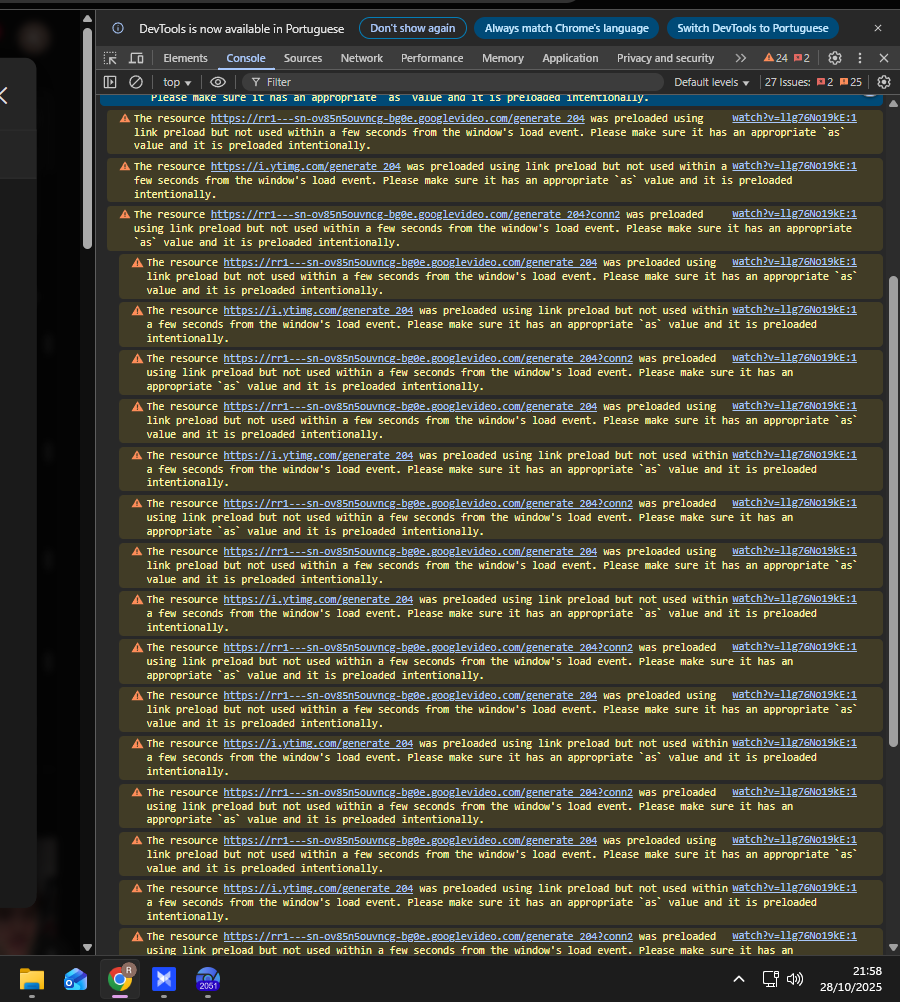 DevTools is now available in Portuguese
Don't show again
Always match Chrome's language
Switch DevTools to Portuguese
Elements
Console
Sources
Network
Performance
Memory
Application
Privacy and security
24
2
top
Filter
Default levels
27 Issues:
2
25
Please make sure it has an appropriate `as` value and it is preloaded intentionally.
The resource https://rr1---sn-ov85n5ouvncg-bg0e.googlevideo.com/generate_204 was preloaded using watch?v=llg76No19kE:1
link preload but not used within a few seconds from the window's load event. Please make sure it has an appropriate `as`
value and it is preloaded intentionally.
The resource https://i.ytimg.com/generate_204 was preloaded using link preload but not used within a watch?v=llg76No19kE:1
few seconds from the window's load event. Please make sure it has an appropriate `as` value and it is preloaded
intentionally.
The resource https://rr1---sn-ov85n5ouvncg-bg0e.googlevideo.com/generate_204?conn2 was preloaded watch?v=llg76No19kE:1
using link preload but not used within a few seconds from the window's load event. Please make sure it has an appropriate
`as` value and it is preloaded intentionally.
The resource https://rr1---sn-ov85n5ouvncg-bg0e.googlevideo.com/generate_204 was preloaded using watch?v=llg76No19kE:1
link preload but not used within a few seconds from the window's load event. Please make sure it has an appropriate `as`
value and it is preloaded intentionally.
The resource https://i.ytimg.com/generate_204 was preloaded using link preload but not used within watch?v=llg76No19kE:1
a few seconds from the window's load event. Please make sure it has an appropriate `as` value and it is preloaded
intentionally.
The resource https://rr1---sn-ov85n5ouvncg-bg0e.googlevideo.com/generate_204?conn2 was preloaded watch?v=llg76No19kE:1
using link preload but not used within a few seconds from the window's load event. Please make sure it has an
appropriate `as` value and it is preloaded intentionally.
The resource https://rr1---sn-ov85n5ouvncg-bg0e.googlevideo.com/generate_204 was preloaded using watch?v=llg76No19kE:1
link preload but not used within a few seconds from the window's load event. Please make sure it has an appropriate `as`
value and it is preloaded intentionally.
The resource https://i.ytimg.com/generate_204 was preloaded using link preload but not used within watch?v=llg76No19kE:1
a few seconds from the window's load event. Please make sure it has an appropriate `as` value and it is preloaded
intentionally.
The resource https://rr1---sn-ov85n5ouvncg-bg0e.googlevideo.com/generate_204?conn2 was preloaded watch?v=llg76No19kE:1
using link preload but not used within a few seconds from the window's load event. Please make sure it has an
appropriate `as` value and it is preloaded intentionally.
The resource https://rr1---sn-ov85n5ouvncg-bg0e.googlevideo.com/generate_204 was preloaded using watch?v=llg76No19kE:1
link preload but not used within a few seconds from the window's load event. Please make sure it has an appropriate `as`
value and it is preloaded intentionally.
The resource https://i.ytimg.com/generate_204 was preloaded using link preload but not used within watch?v=llg76No19kE:1
a few seconds from the window's load event. Please make sure it has an appropriate `as` value and it is preloaded
intentionally.
The resource https://rr1---sn-ov85n5ouvncg-bg0e.googlevideo.com/generate_204?conn2 was preloaded watch?v=llg76No19kE:1
using link preload but not used within a few seconds from the window's load event. Please make sure it has an
appropriate `as` value and it is preloaded intentionally.
The resource https://rr1---sn-ov85n5ouvncg-bg0e.googlevideo.com/generate_204 was preloaded using watch?v=llg76No19kE:1
link preload but not used within a few seconds from the window's load event. Please make sure it has an appropriate `as`
value and it is preloaded intentionally.
The resource https://i.ytimg.com/generate_204 was preloaded using link preload but not used within watch?v=llg76No19kE:1
a few seconds from the window's load event. Please make sure it has an appropriate `as` value and it is preloaded
intentionally.
The resource https://rr1---sn-ov85n5ouvncg-bg0e.googlevideo.com/generate_204?conn2 was preloaded watch?v=llg76No19kE:1
using link preload but not used within a few seconds from the window's load event. Please make sure it has an
appropriate `as` value and it is preloaded intentionally.
The resource https://rr1---sn-ov85n5ouvncg-bg0e.googlevideo.com/generate_204 was preloaded using watch?v=llg76No19kE:1
link preload but not used within a few seconds from the window's load event. Please make sure it has an appropriate `as`
value and it is preloaded intentionally.
The resource https://i.ytimg.com/generate_204 was preloaded using link preload but not used within watch?v=llg76No19kE:1
a few seconds from the window's load event. Please make sure it has an appropriate `as` value and it is preloaded
intentionally.
The resource https://rr1---sn-ov85n5ouvncg-bg0e.googlevideo.com/generate_204?conn2 was preloaded watch?v=llg76No19kE:1
using link preload but not used within a few seconds from the window's load event. Please make sure it has an
R
2051
21:58
28/10/2025